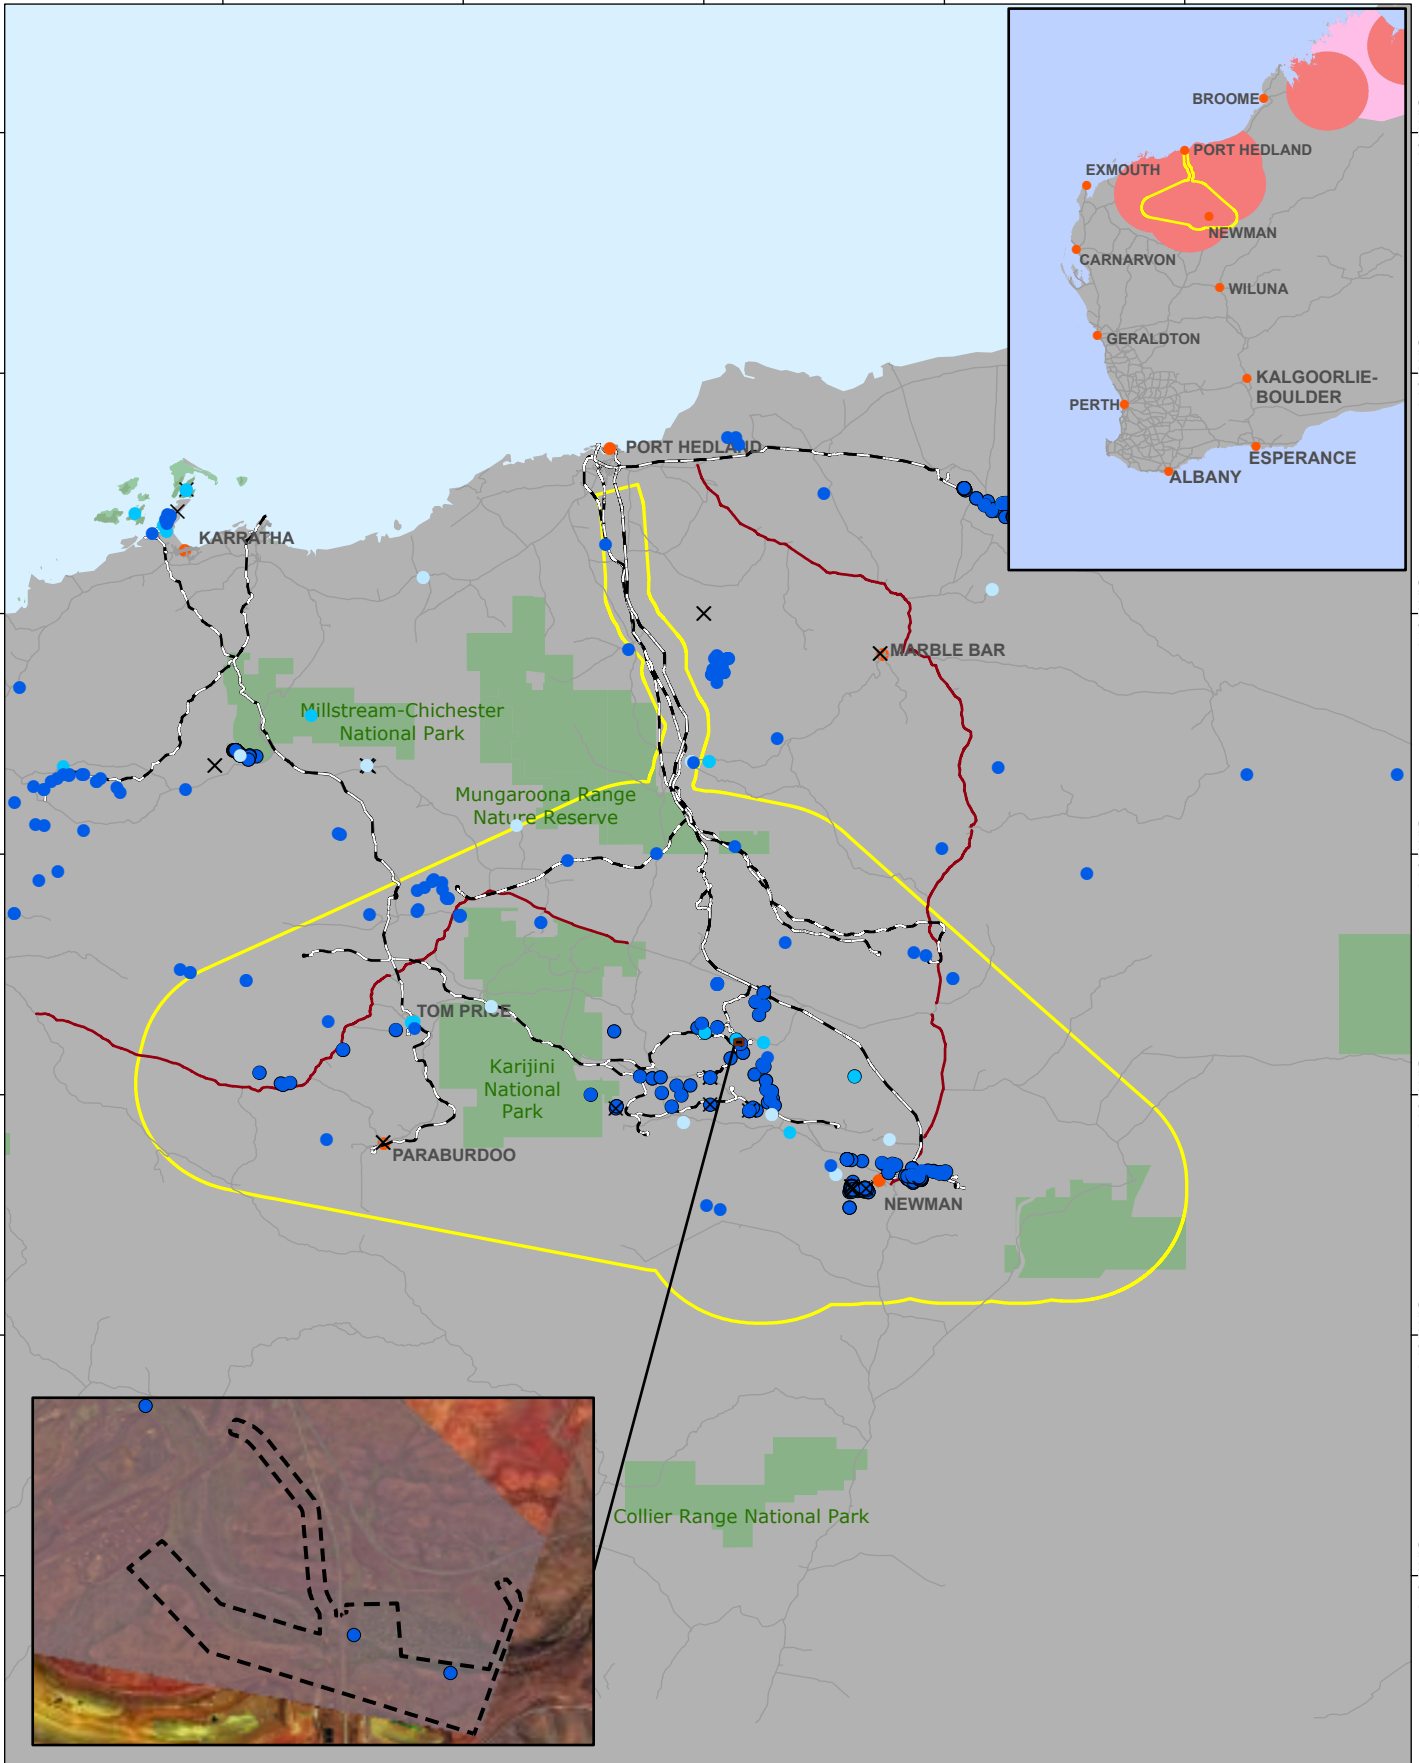 BROOME
PORT HEDLAND
EXMOUTH
NEWMAN
CARNARVON
WILUNA
GERALDTON
KALGOORLIE-
BOULDER
PERTH
ESPERANCE
ALBANY
PORT HEDLAND
KARRATHA
MARBLE BAR
Millstream-Chichester
National Park
Mungaroona Range
Nature Reserve
TOM PRICE
Karijini
National
Park
PARABURDOO
NEWMAN
Collier Range National Park